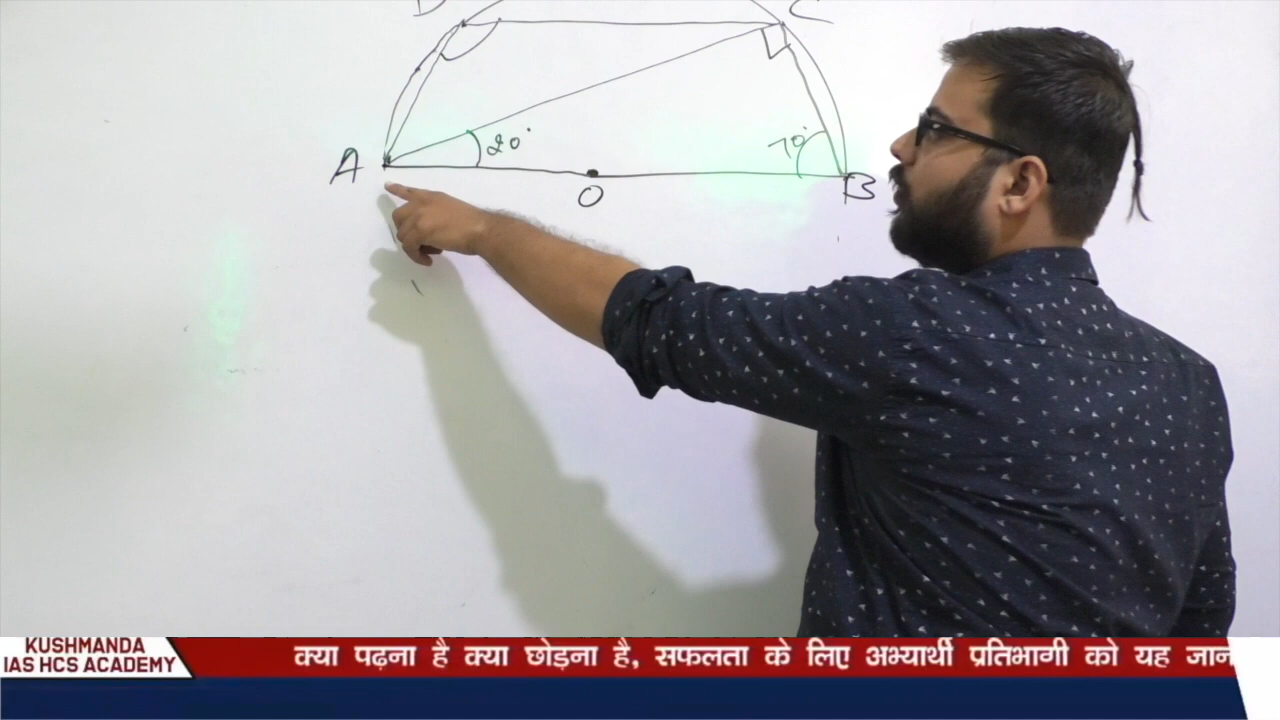 D C
20°
70°
A
O
B
KUSHMANDA
IAS HCS ACADEMY
क्या पढ़ना है क्या छोड़ना है, सफलता के लिए अभ्यार्थी प्रतिभागी को यह जान